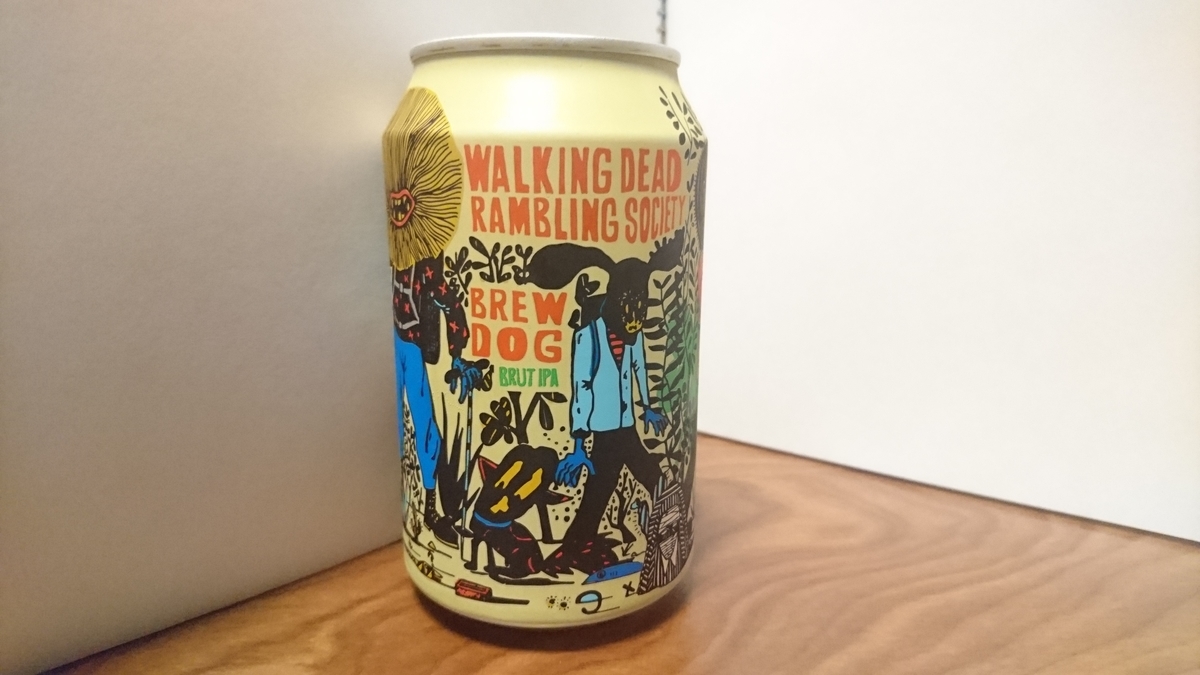 WALKING DEAD
RAMBLING SOCIETY
BREW
DOG
BRUT IPA